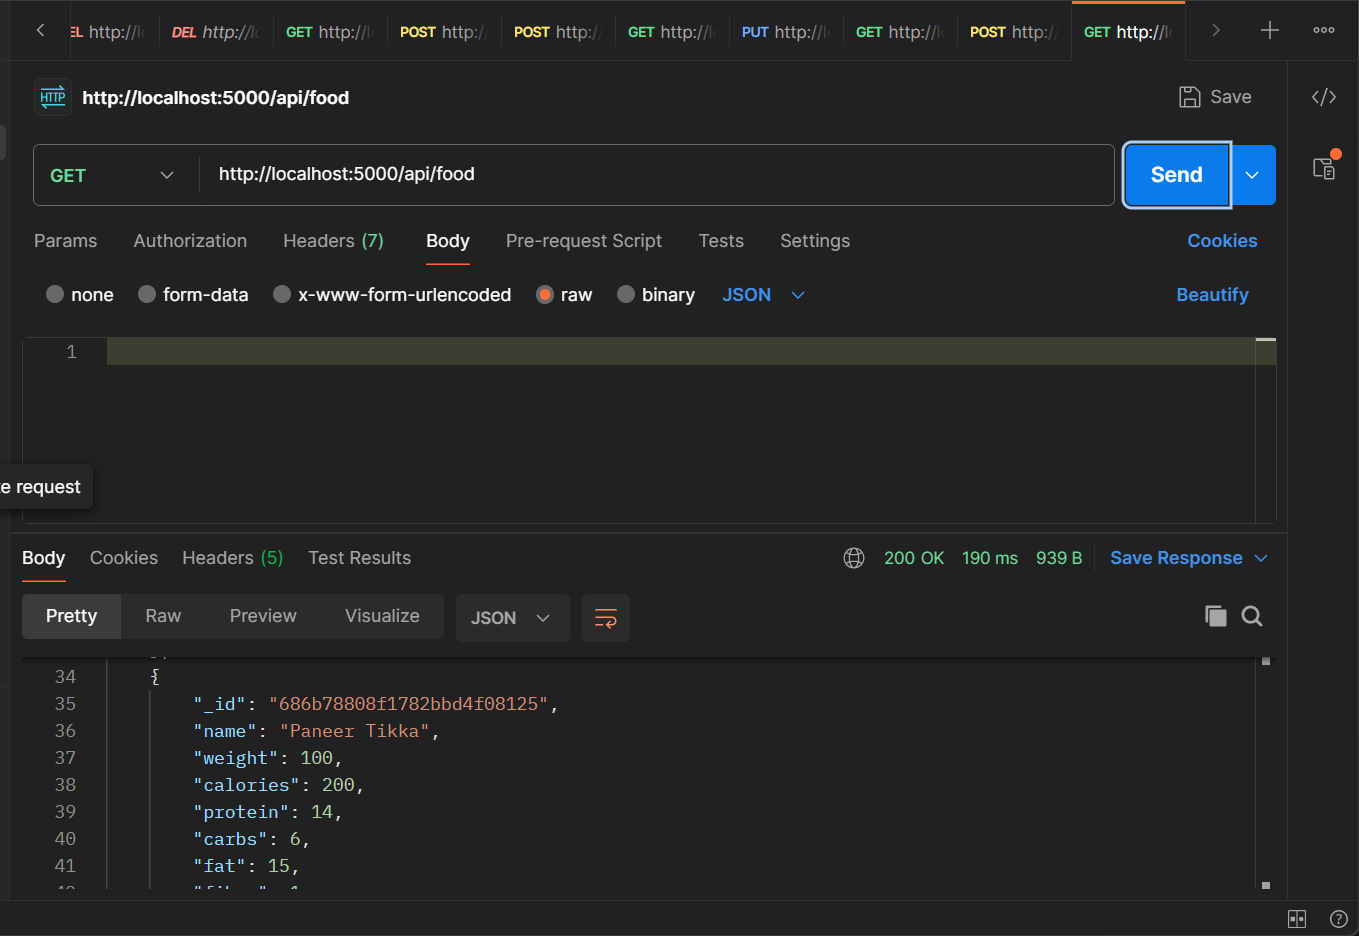 EL http://l
DEL http://l
GET http://l
POST http:/
POST http:/
GET http://l
PUT http://l
GET http://l
POST http:/
GET http://l
HTTP
http://localhost:5000/api/food
Save
GET
http://localhost:5000/api/food
Send
Params Authorization Headers (7) Body Pre-request Script Tests Settings Cookies
none form-data x-www-form-urlencoded raw binary JSON Beautify
1
e request
Body Cookies Headers (5) Test Results 200 OK 190 ms 939 B Save Response
Pretty Raw Preview Visualize JSON
34 {
35 "_id": "686b78808f1782bbd4f08125",
36 "name": "Paneer Tikka",
37 "weight": 100,
38 "calories": 200,
39 "protein": 14,
40 "carbs": 6,
41 "fat": 15,